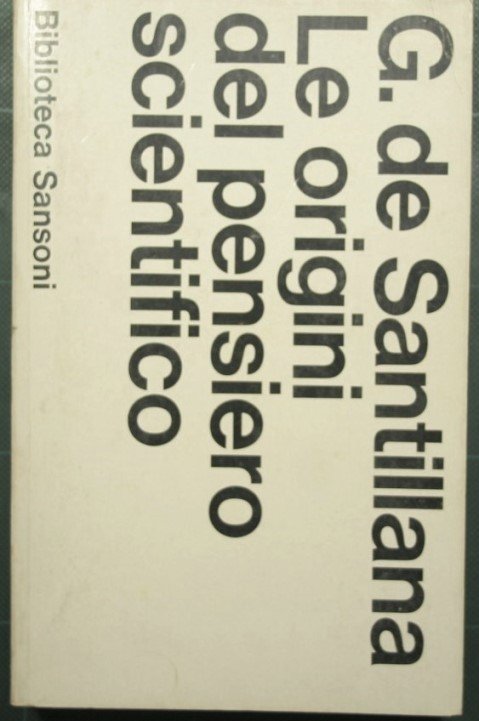 G. de Santillana
Le origini
del pensiero
scientifico
Biblioteca Sansoni